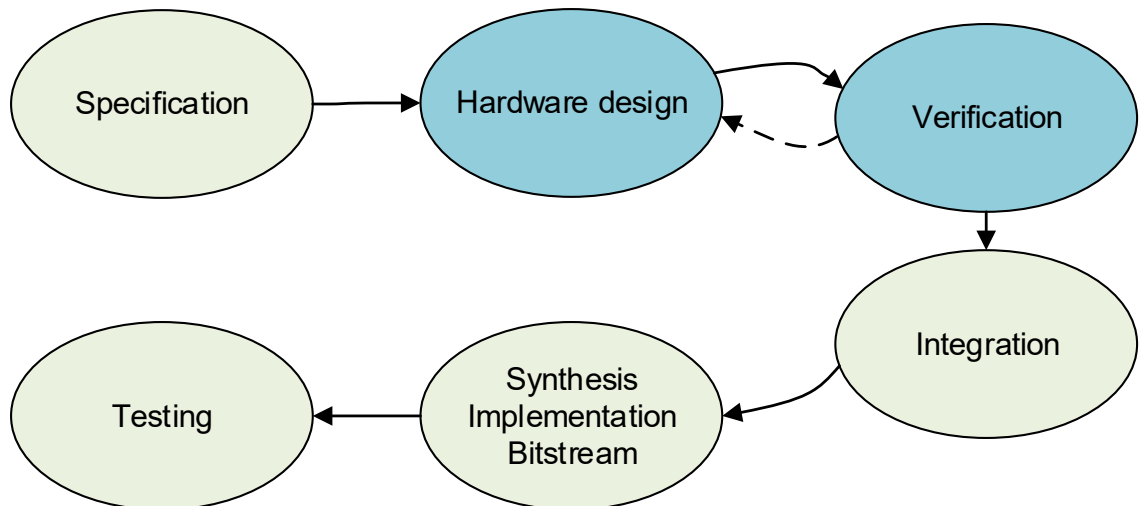 Specification
Hardware design
Verification
Integration
Synthesis
Implementation
Bitstream
Testing